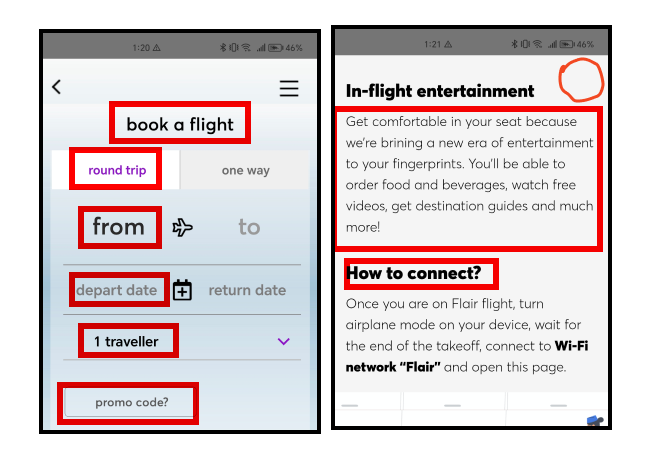 1:20
46%
book a flight
round trip
one way
from
to
depart date
return date
1 traveller
promo code?
1:21
46%
In-flight entertainment
Get comfortable in your seat because
we're brining a new era of entertainment
to your fingerprints. You'll be able to
order food and beverages, watch free
videos, get destination guides and much
more!
How to connect?
Once you are on Flair flight, turn
airplane mode on your device, wait for
the end of the takeoff, connect to Wi-Fi
network “Flair” and open this page.